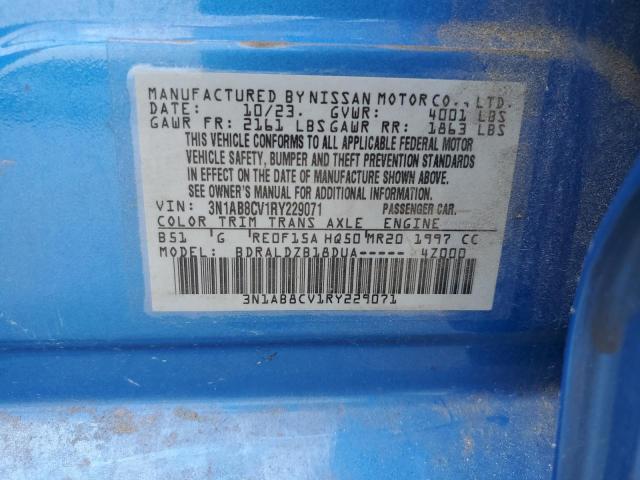 MANUFACTURED BY NISSAN MOTOR CO., LTD.
DATE: 10/23. GVWR: 4001 LBS
GAWR FR: 2161 LBS GAWR RR: 1863 LBS
THIS VEHICLE CONFORMS TO ALL APPLICABLE FEDERAL MOTOR
VEHICLE SAFETY, BUMPER AND THEFT PREVENTION STANDARDS
IN EFFECT ON THE DATE OF MANUFACTURE SHOWN ABOVE.
SEE OWNER'S MANUAL FOR ADDITIONAL INFORMATION.
VIN: 3N1AB8CV1RY229071 PASSENGER CAR.
COLOR TRIM TRANS AXLE ENGINE
B51 G RE0F15A HQ50 MR20 1997 CC
MODEL: BDRALDZB18DUA----- 4Z000
3N1AB8CV1RY229071